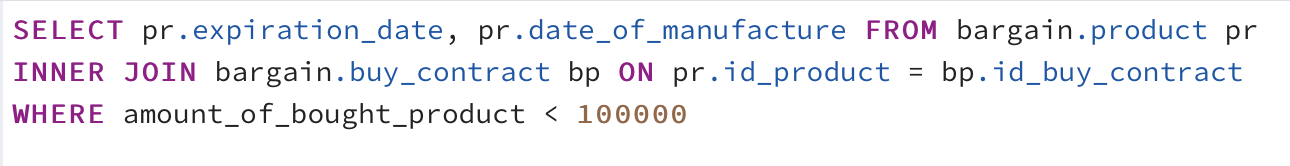 SELECT pr.expiration_date, pr.date_of_manufacture FROM bargain.product pr
INNER JOIN bargain.buy_contract bp ON pr.id_product = bp.id_buy_contract
WHERE amount_of_bought_product < 100000